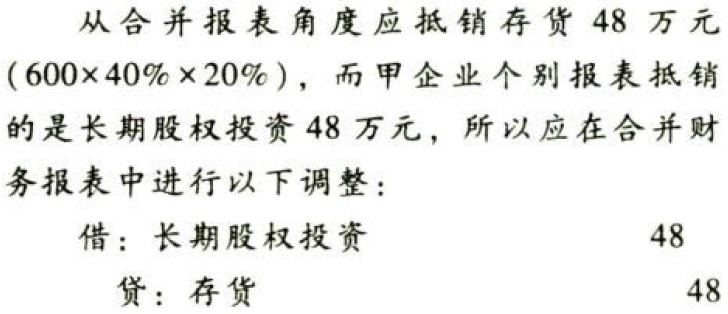 从合并报表角度应抵销存货 48 万元
(600×40%×20%)，而甲企业个别报表抵销
的是长期股权投资 48 万元，所以应在合并财
务报表中进行以下调整：
借：长期股权投资 48
贷：存货 48